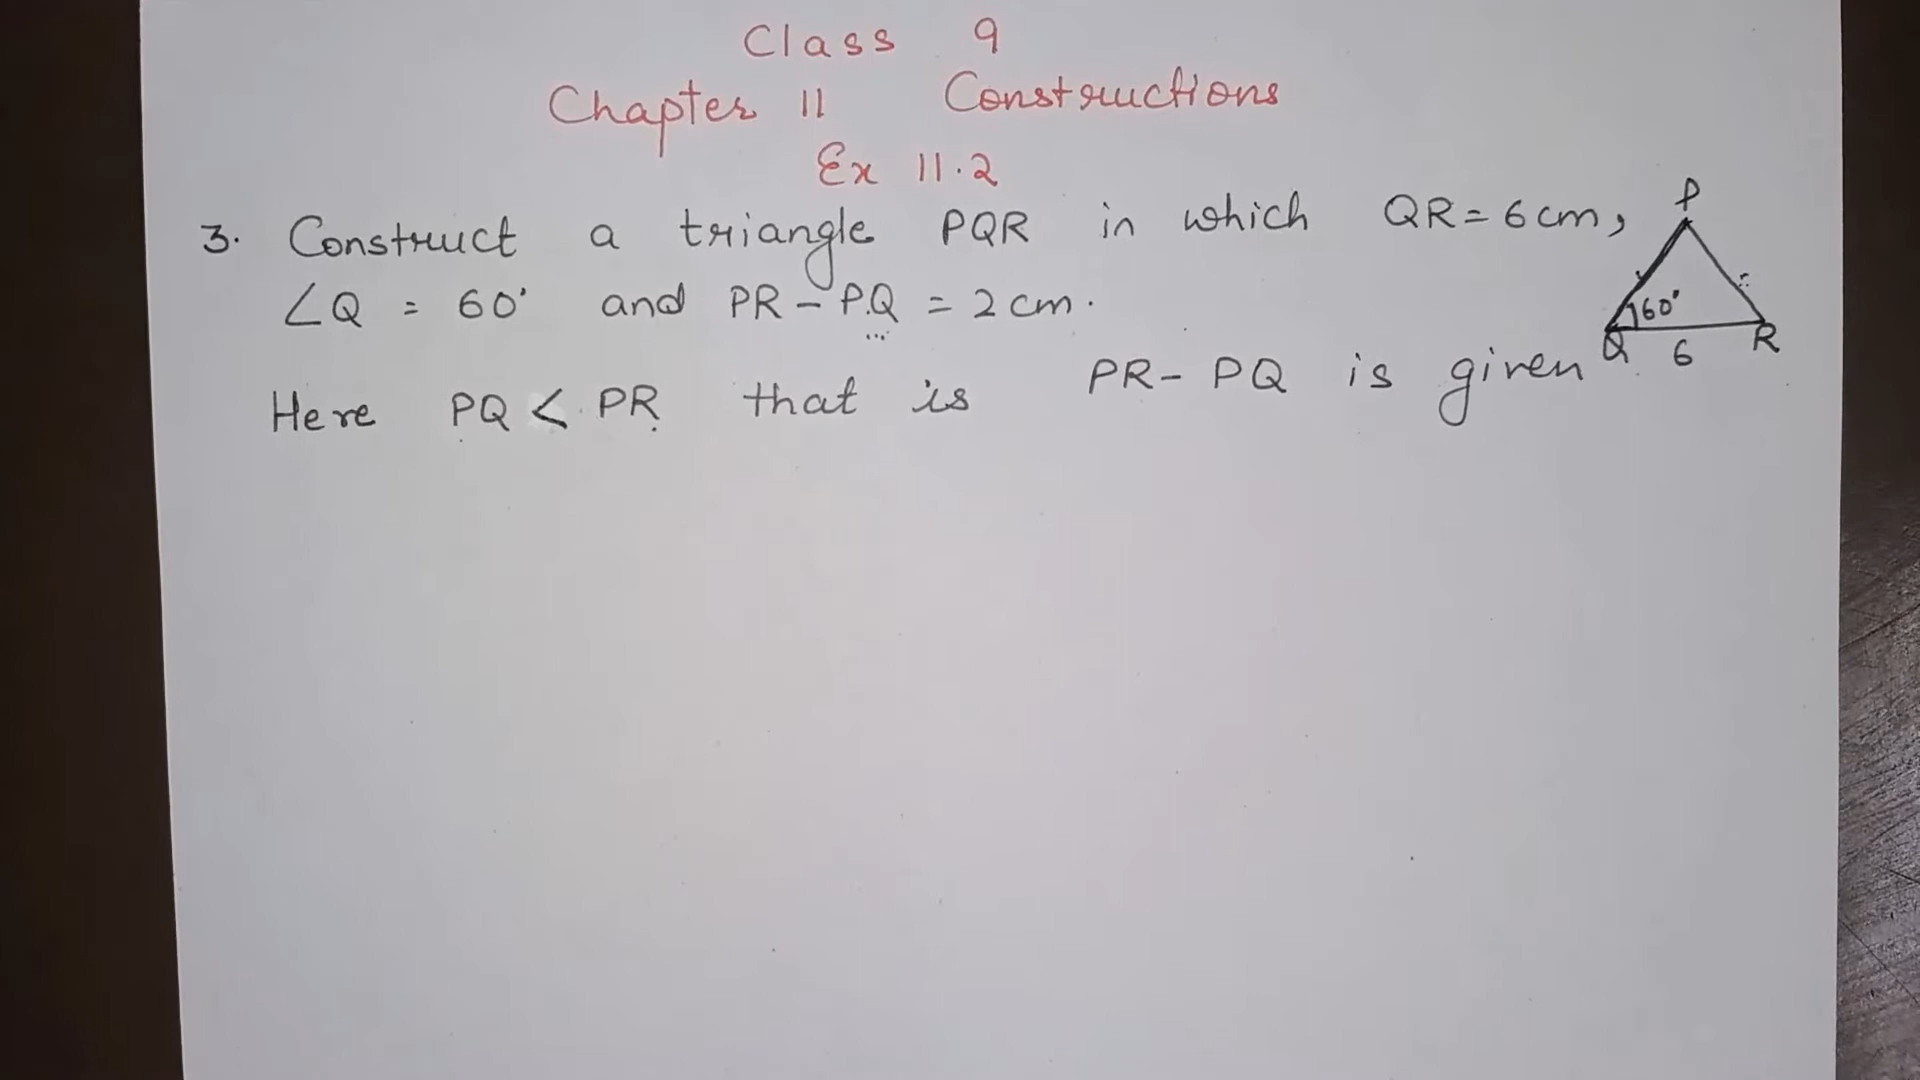 Class 9
Chapter 11 Constructions
Ex 11.2
3. Construct a triangle PQR in which QR = 6 cm,
∠Q = 60° and PR - PQ = 2 cm.
Here PQ < PR that is PR - PQ is given
P
60°
Q 6 R